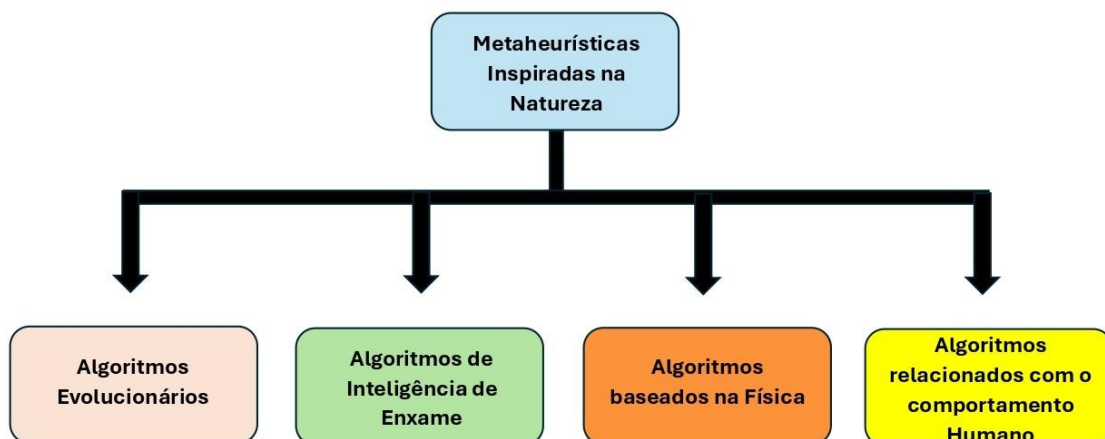 Metaheurísticas
Inspiradas na
Natureza
Algoritmos
Evolucionários
Algoritmos de
Inteligência de
Enxame
Algoritmos
baseados na Física
Algoritmos
relacionados com o
comportamento
Humano